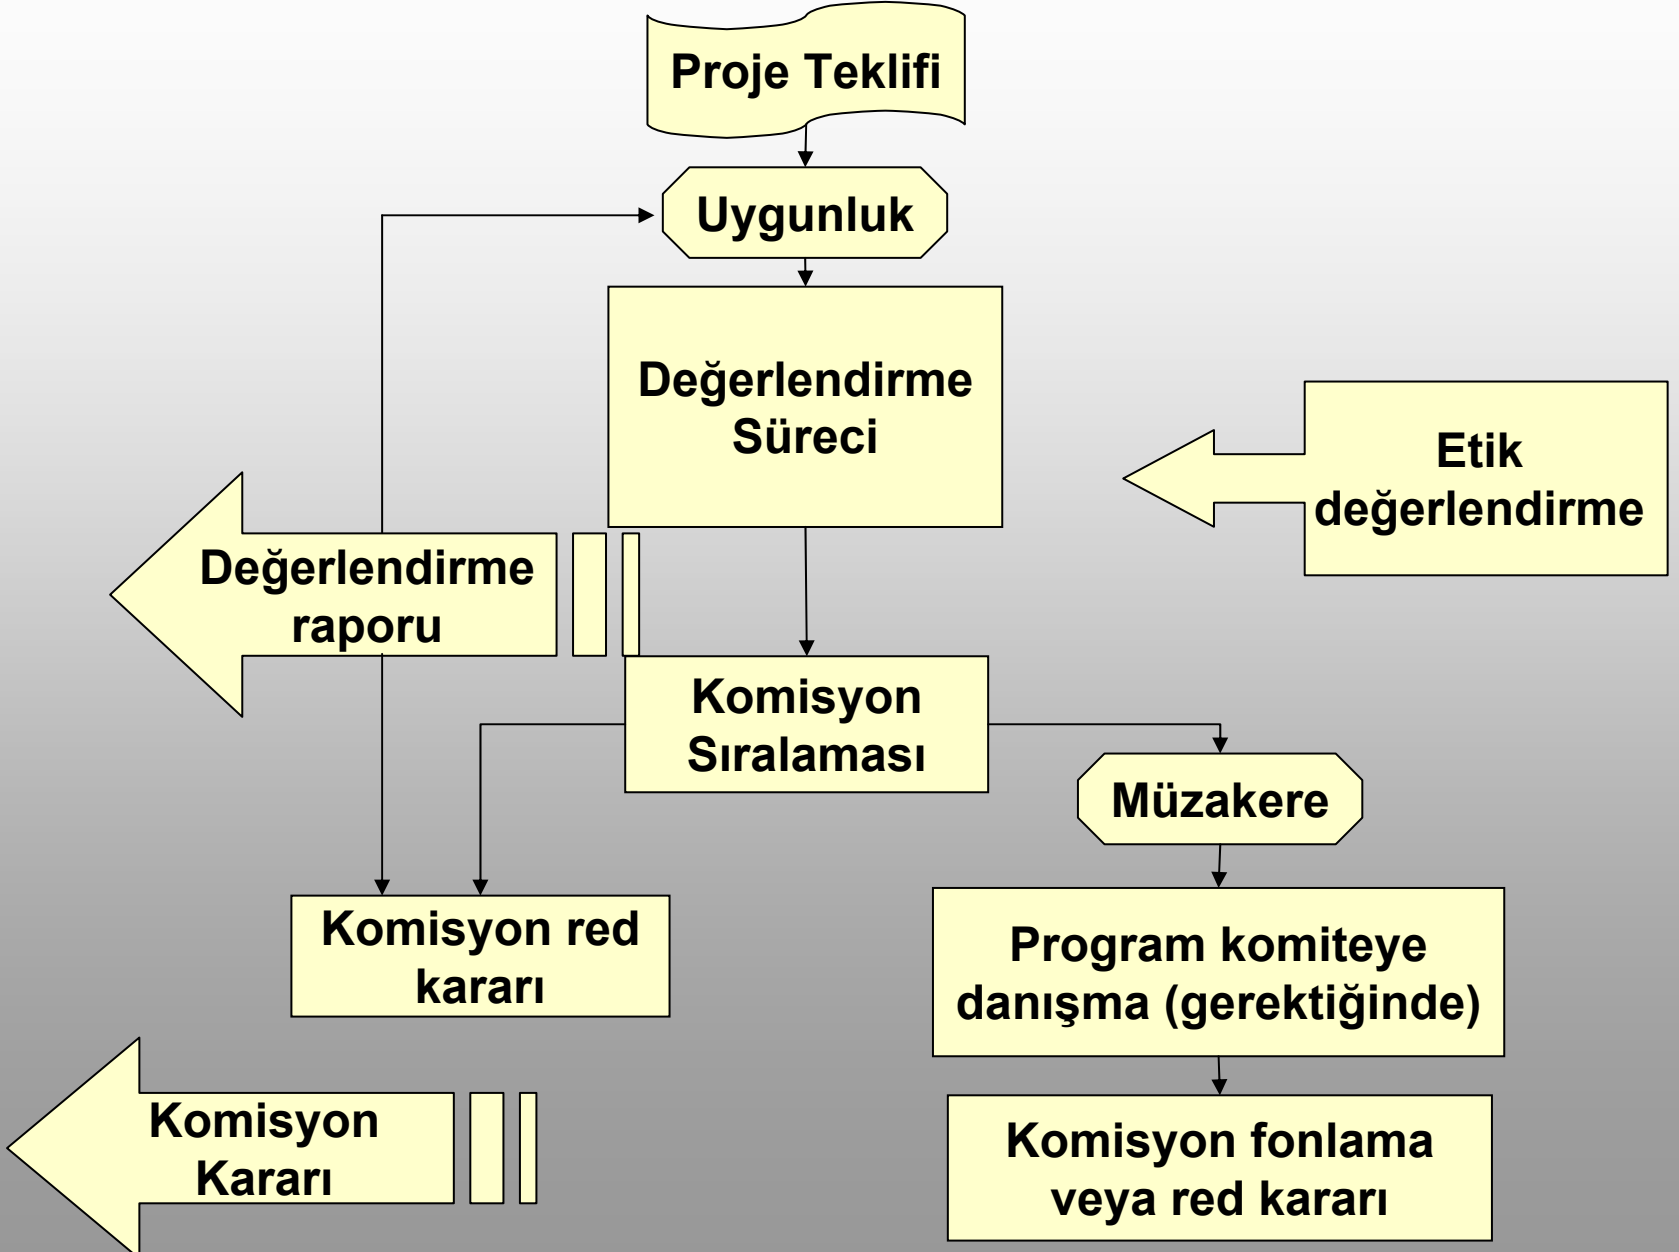 Proje Teklifi
Uygunluk
Değerlendirme
Süreci
Etik
değerlendirme
Değerlendirme
raporu
Komisyon
Sıralaması
Müzakere
Komisyon red
kararı
Program komiteye
danışma (gerektiğinde)
Komisyon
Kararı
Komisyon fonlama
veya red kararı